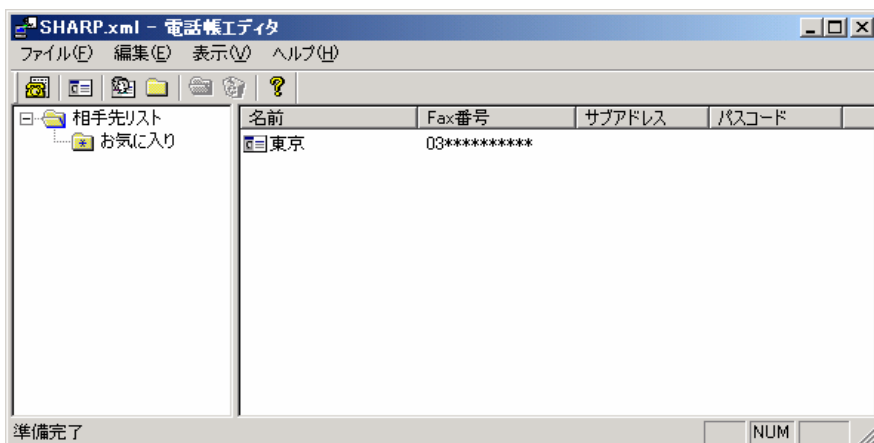 SHARP.xml - 電話帳エディタ
ファイル(F) 編集(E) 表示(V) ヘルプ(H)
相手先リスト
お気に入り
名前 Fax番号 サブアドレス パスコード
東京 03**********
準備完了 NUM